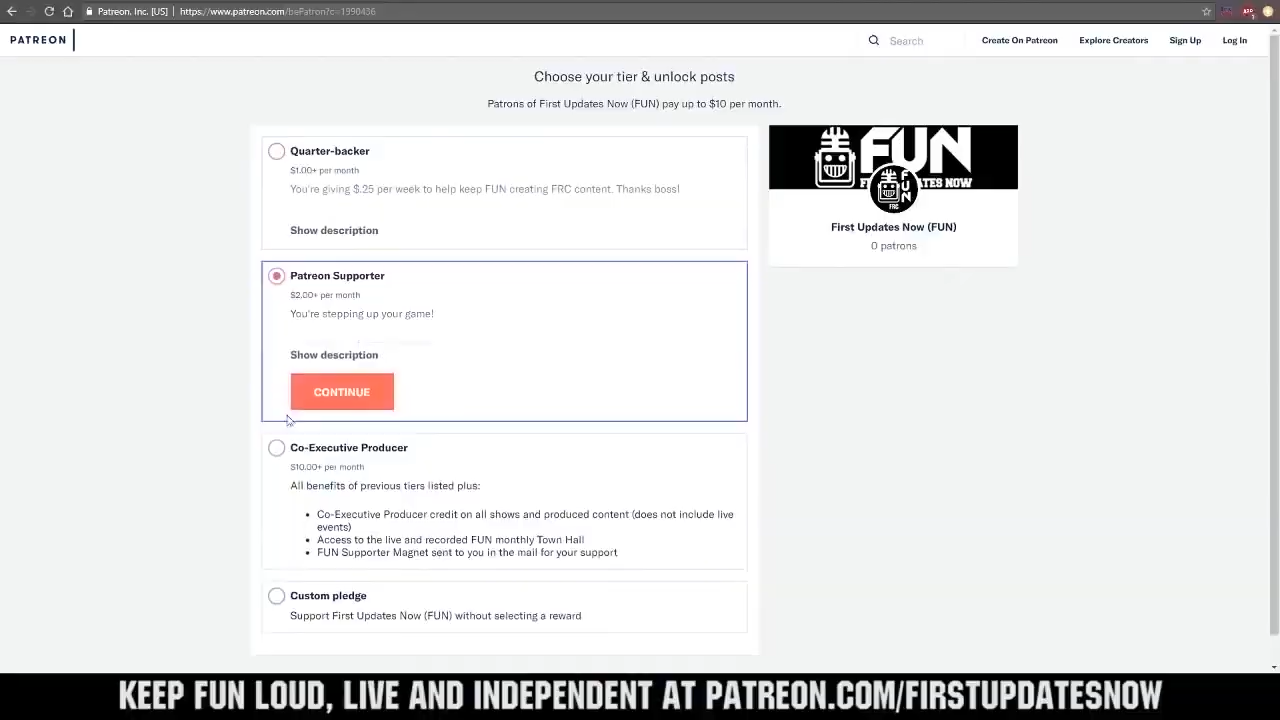 Patreon, Inc. [US] | https://www.patreon.com/bePatron?c=1990436
PATREON
Search
Create On Patreon
Explore Creators
Sign Up
Log In
Choose your tier & unlock posts
Patrons of First Updates Now (FUN) pay up to $10 per month.
Quarter-backer
$1.00+ per month
You're giving $.25 per week to help keep FUN creating FRC content. Thanks boss!
Show description
Patreon Supporter
$2.00+ per month
You're stepping up your game!
Show description
CONTINUE
Co-Executive Producer
$10.00+ per month
All benefits of previous tiers listed plus:
• Co-Executive Producer credit on all shows and produced content (does not include live
events)
• Access to the live and recorded FUN monthly Town Hall
• FUN Supporter Magnet sent to you in the mail for your support
Custom pledge
Support First Updates Now (FUN) without selecting a reward
FUN
NOW
FUN
FRC
First Updates Now (FUN)
0 patrons
KEEP FUN LOUD, LIVE AND INDEPENDENT AT PATREON.COM/FIRSTUPDATESNOW